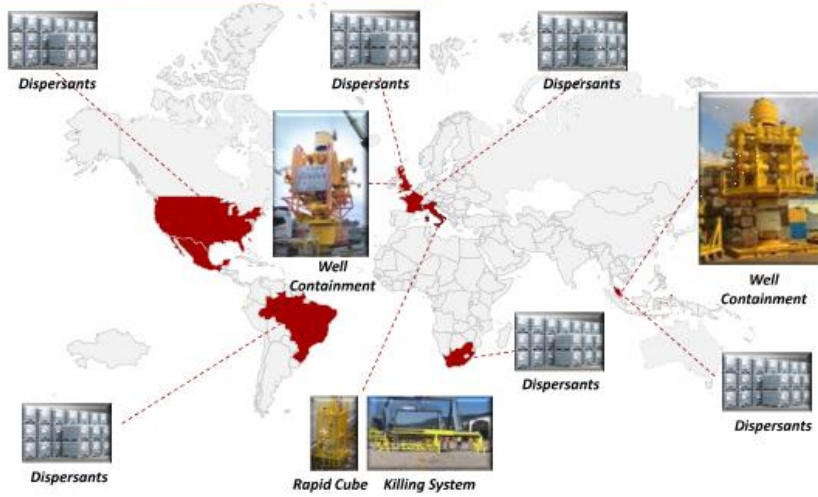 Dispersants
Dispersants
Dispersants
Well
Containment
Well
Containment
Dispersants
Dispersants
Dispersants
Rapid Cube
Killing System